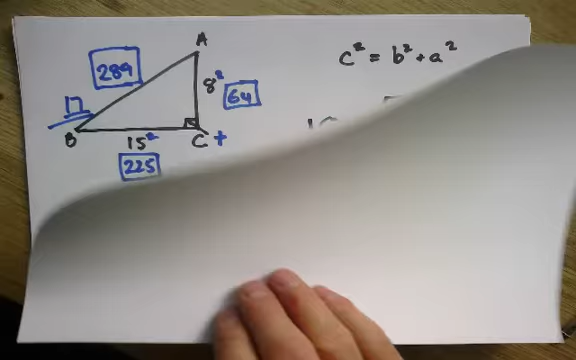 A
c² = b² + a²
289
8²
64
17
B
15²
C +
225